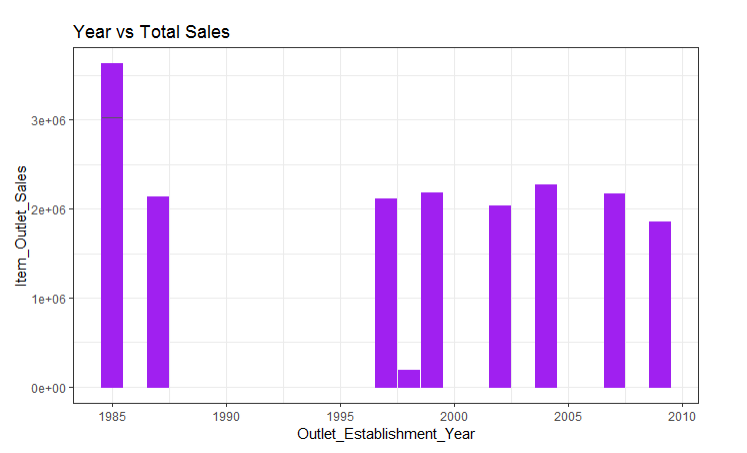 Year vs Total Sales
Item_Outlet_Sales
3e+06
2e+06
1e+06
0e+00
1985 1990 1995 2000 2005 2010
Outlet_Establishment_Year